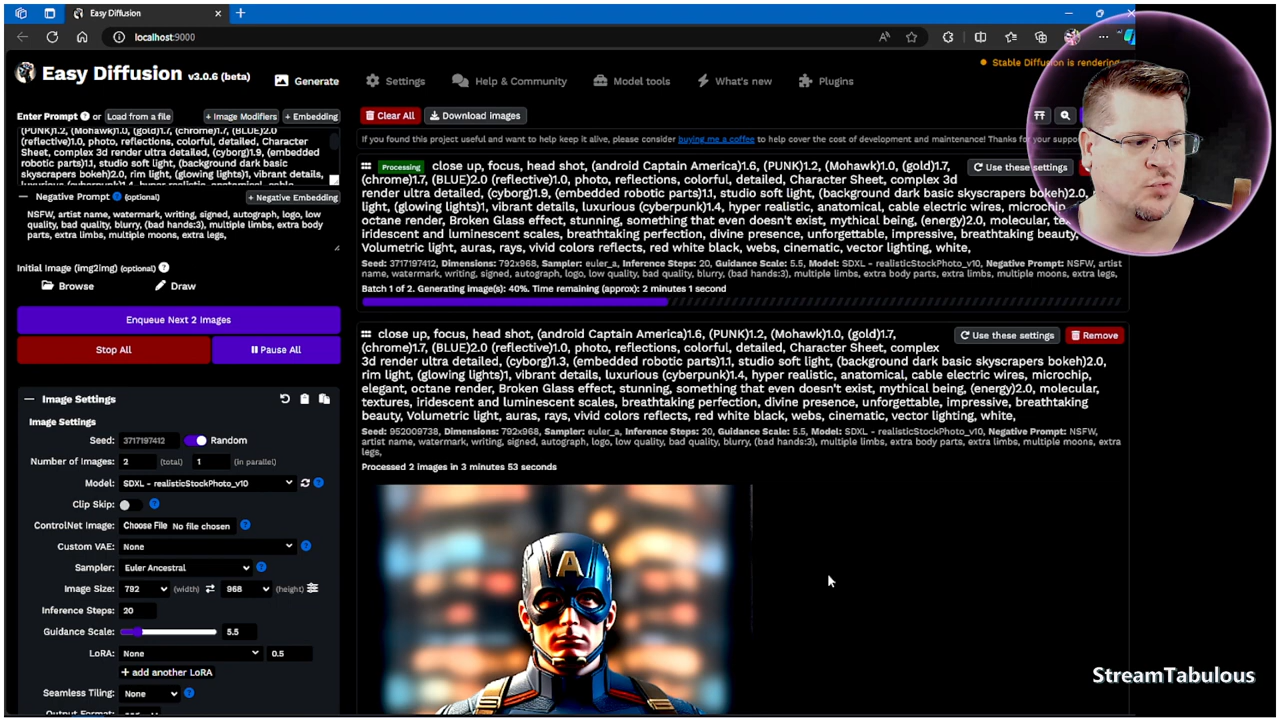 Easy Diffusion
localhost:9000
Easy Diffusion v3.0.6 (beta)
Generate
Settings
Help & Community
Model tools
What's new
Plugins
Stable Diffusion is rendering
Enter Prompt or Load from a file
+ Image Modifiers
+ Embedding
(PUNK)1.2, (Mohawk)1.0, (gold)1.7, (chrome)1.7, (BLUE)2.0
(reflective)1.0, photo, reflections, colorful, detailed, Character
Sheet, complex 3d render ultra detailed, (cyborg)1.9, (embedded
robotic parts)1.1, studio soft light, (background dark basic
skyscrapers bokeh)2.0, rim light, (glowing lights)1, vibrant details,
luxurious (cyberpunk)1.4, hyper realistic, anatomical, cable
Negative Prompt (optional)
+ Negative Embedding
NSFW, artist name, watermark, writing, signed, autograph, logo, low
quality, bad quality, blurry, (bad hands:3), multiple limbs, extra body
parts, extra limbs, multiple moons, extra legs,
Initial Image (img2img) (optional)
Browse
Draw
Enqueue Next 2 Images
Stop All
Pause All
Image Settings
Image Settings
Seed: 3717197412 Random
Number of Images: 2 (total) 1 (in parallel)
Model: SDXL - realisticStockPhoto_v10
Clip Skip:
ControlNet Image: Choose File No file chosen
Custom VAE: None
Sampler: Euler Ancestral
Image Size: 792 (width) 968 (height)
Inference Steps: 20
Guidance Scale: 5.5
LoRA: None 0.5
+ add another LoRA
Seamless Tiling: None
Output Format:
Clear All
Download images
If you found this project useful and want to help keep it alive, please consider buying me a coffee to help cover the cost of development and maintenance! Thanks for your
Processing close up, focus, head shot, (android Captain America)1.6, (PUNK)1.2, (Mohawk)1.0, (gold)1.7,
Use these settings
(chrome)1.7, (BLUE)2.0 (reflective)1.0, photo, reflections, colorful, detailed, Character Sheet, complex 3d
render ultra detailed, (cyborg)1.9, (embedded robotic parts)1.1, studio soft light, (background dark basic skyscrapers bokeh)2.0,
light, (glowing lights)1, vibrant details, luxurious (cyberpunk)1.4, hyper realistic, anatomical, cable electric wires, microchip
octane render, Broken Glass effect, stunning, something that even doesn't exist, mythical being, (energy)2.0, molecular,
iridescent and luminescent scales, breathtaking perfection, divine presence, unforgettable, impressive, breathtaking beauty,
Volumetric light, auras, rays, vivid colors reflects, red white black, webs, cinematic, vector lighting, white,
Seed: 3717197412, Dimensions: 792x968, Sampler: euler_a, Inference Steps: 20, Guidance Scale: 5.5, Model: SDXL - realisticStockPhoto_v10, Negative Prompt: NSFW, artist
name, watermark, writing, signed, autograph, logo, low quality, bad quality, blurry, (bad hands:3), multiple limbs, extra body parts, extra limbs, multiple moons, extra legs,
Batch 1 of 2. Generating image(s): 40%. Time remaining (approx): 2 minutes 1 second
close up, focus, head shot, (android Captain America)1.6, (PUNK)1.2, (Mohawk)1.0, (gold)1.7,
Use these settings
Remove
(chrome)1.7, (BLUE)2.0 (reflective)1.0, photo, reflections, colorful, detailed, Character Sheet, complex
3d render ultra detailed, (cyborg)1.3, (embedded robotic parts)1.1, studio soft light, (background dark basic skyscrapers bokeh)2.0,
rim light, (glowing lights)1, vibrant details, luxurious (cyberpunk)1.4, hyper realistic, anatomical, cable electric wires, microchip,
elegant, octane render, Broken Glass effect, stunning, something that even doesn't exist, mythical being, (energy)2.0, molecular,
textures, iridescent and luminescent scales, breathtaking perfection, divine presence, unforgettable, impressive, breathtaking
beauty, Volumetric light, auras, rays, vivid colors reflects, red white black, webs, cinematic, vector lighting, white,
Seed: 952009738, Dimensions: 792x968, Sampler: euler_a, Inference Steps: 20, Guidance Scale: 5.5, Model: SDXL - realisticStockPhoto_v10, Negative Prompt: NSFW,
artist name, watermark, writing, signed, autograph, logo, low quality, bad quality, blurry, (bad hands:3), multiple limbs, extra body parts, extra limbs, multiple moons, extra
legs,
Processed 2 images in 3 minutes 53 seconds
A
StreamTabulous